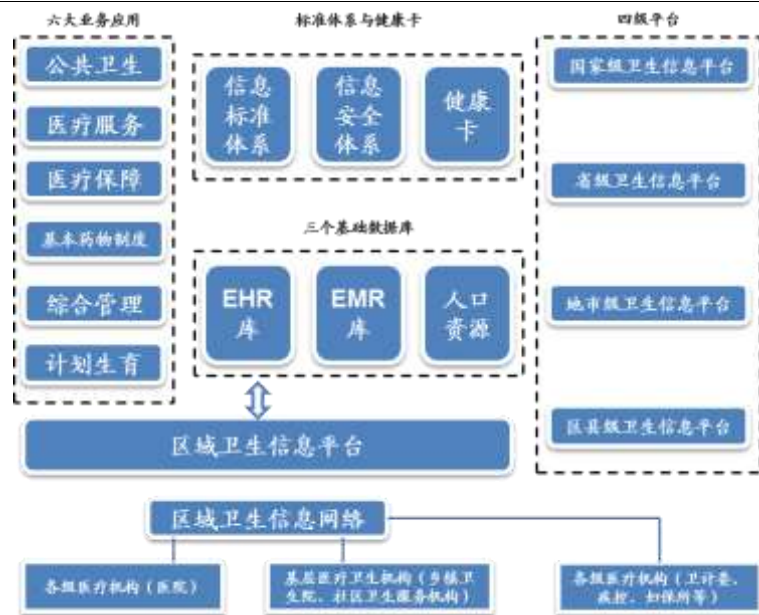 六大业务应用
公共卫生
医疗服务
医疗保障
基本药物制度
综合管理
计划生育
标准体系与健康卡
信息
标准
体系
信息
安全
体系
健康
卡
三个基础数据库
EHR
库
EMR
库
人口
资源
四级平台
国家级卫生信息平台
省级卫生信息平台
地市级卫生信息平台
区县级卫生信息平台
区域卫生信息平台
区域卫生信息网络
各级医疗机构（医院）
基层医疗卫生机构（乡镇卫
生院、社区卫生服务机构）
各级医疗机构（卫计委、
疾控、妇保所等）